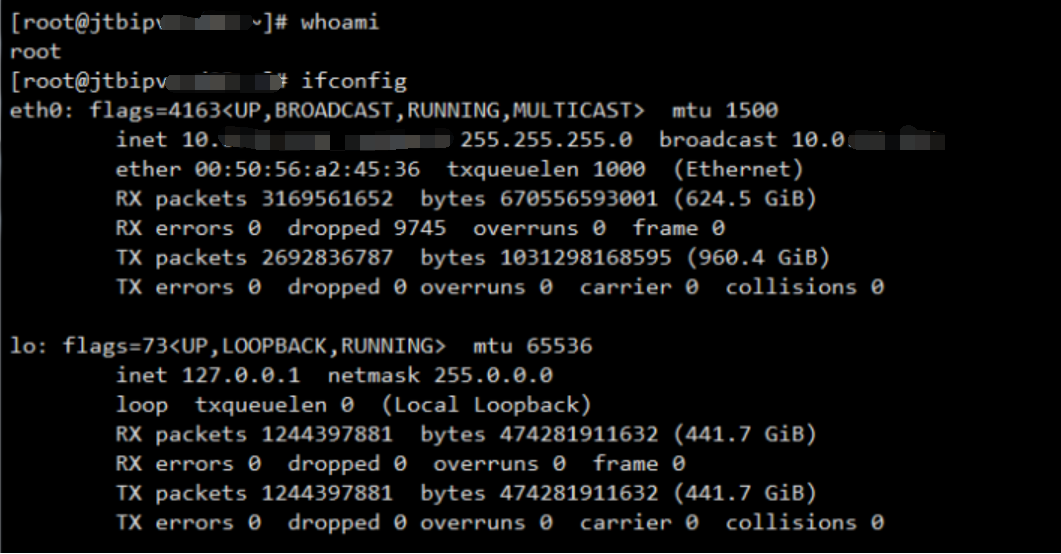 [root@jtbipv ~]# whoami
root
[root@jtbipv # ifconfig
eth0: flags=4163<UP,BROADCAST,RUNNING,MULTICAST>  mtu 1500
inet 10. 255.255.255.0  broadcast 10.0
ether 00:50:56:a2:45:36  txqueuelen 1000  (Ethernet)
RX packets 3169561652  bytes 670556593001 (624.5 GiB)
RX errors 0  dropped 9745  overruns 0  frame 0
TX packets 2692836787  bytes 1031298168595 (960.4 GiB)
TX errors 0  dropped 0 overruns 0  carrier 0  collisions 0
lo: flags=73<UP,LOOPBACK,RUNNING>  mtu 65536
inet 127.0.0.1  netmask 255.0.0.0
loop  txqueuelen 0  (Local Loopback)
RX packets 1244397881  bytes 474281911632 (441.7 GiB)
RX errors 0  dropped 0  overruns 0  frame 0
TX packets 1244397881  bytes 474281911632 (441.7 GiB)
TX errors 0  dropped 0 overruns 0  carrier 0  collisions 0